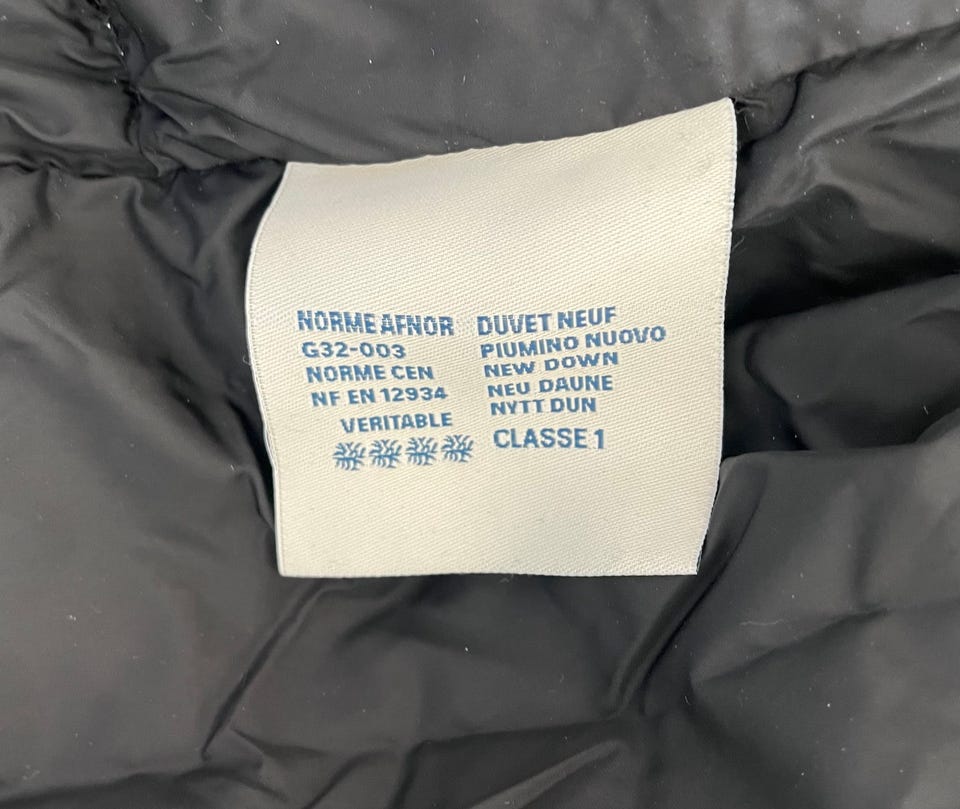 NORME AFNOR
G32-003
NORME CEN
NF EN 12934
VERITABLE
DUVET NEUF
PIUMINO NUOVO
NEW DOWN
NEU DAUNE
NYTT DUN
CLASSE 1